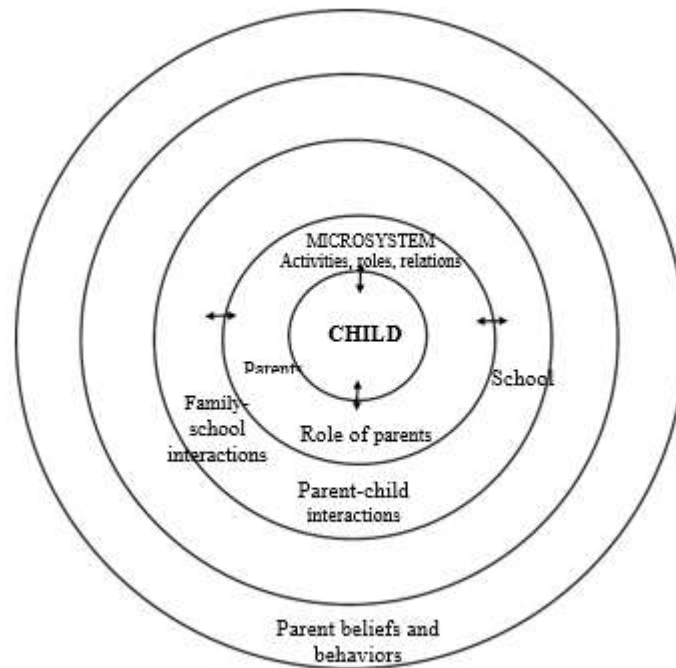 MICROSYSTEM
Activities, roles, relations
CHILD
Parents
School
Family-
school
interactions
Role of parents
Parent-child
interactions
Parent beliefs and
behaviors